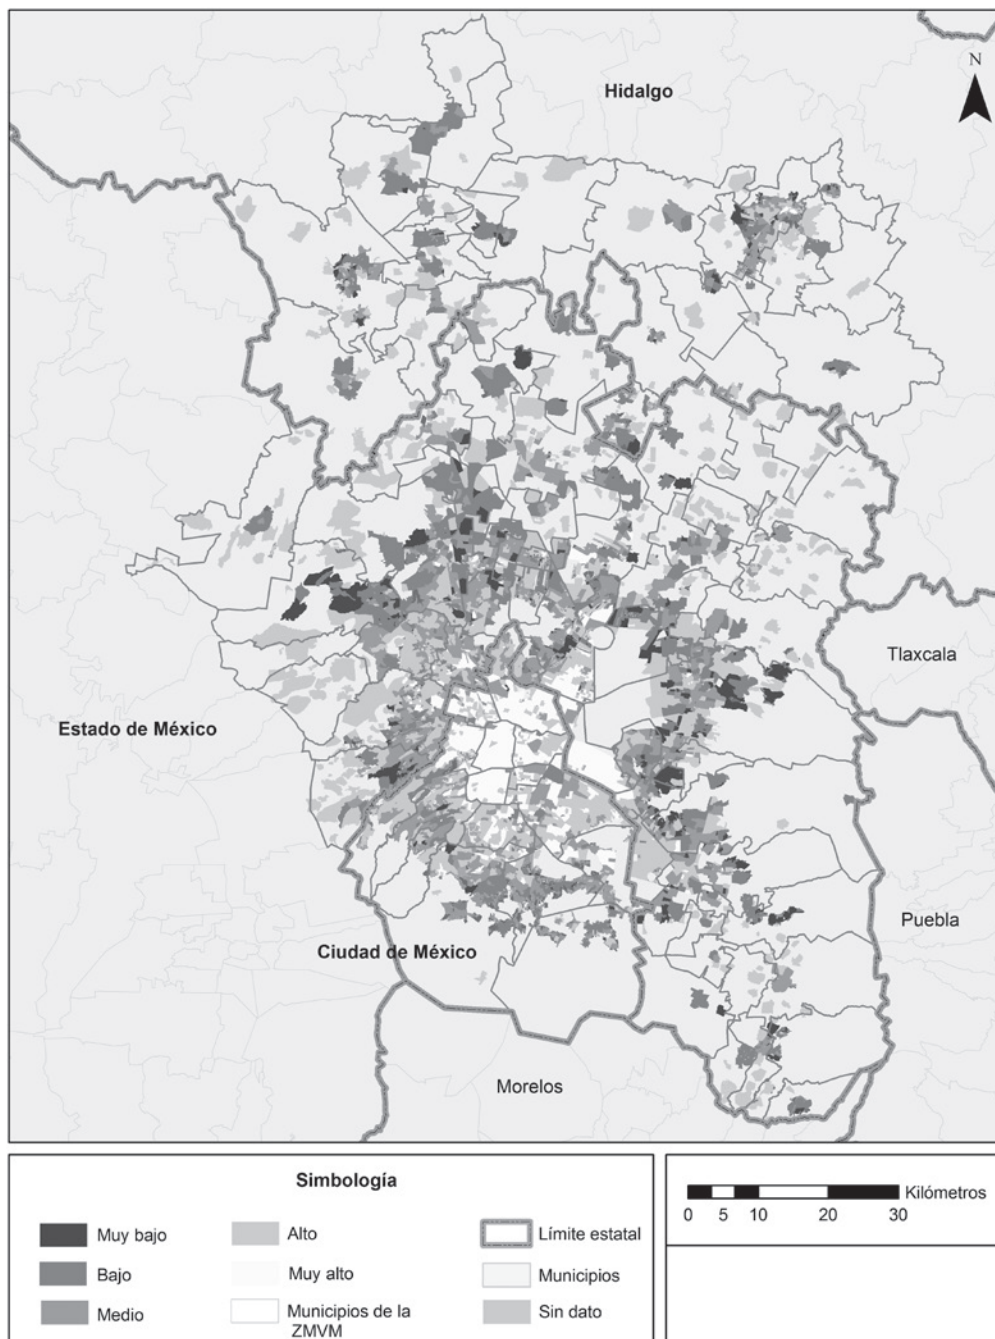 N
Hidalgo
Tlaxcala
Estado de México
Puebla
Ciudad de México
Morelos
Simbología
Muy bajo
Alto
Límite estatal
Bajo
Muy alto
Municipios
Medio
Municipios de la
ZMVM
Sin dato
Kilómetros
0 5 10 20 30